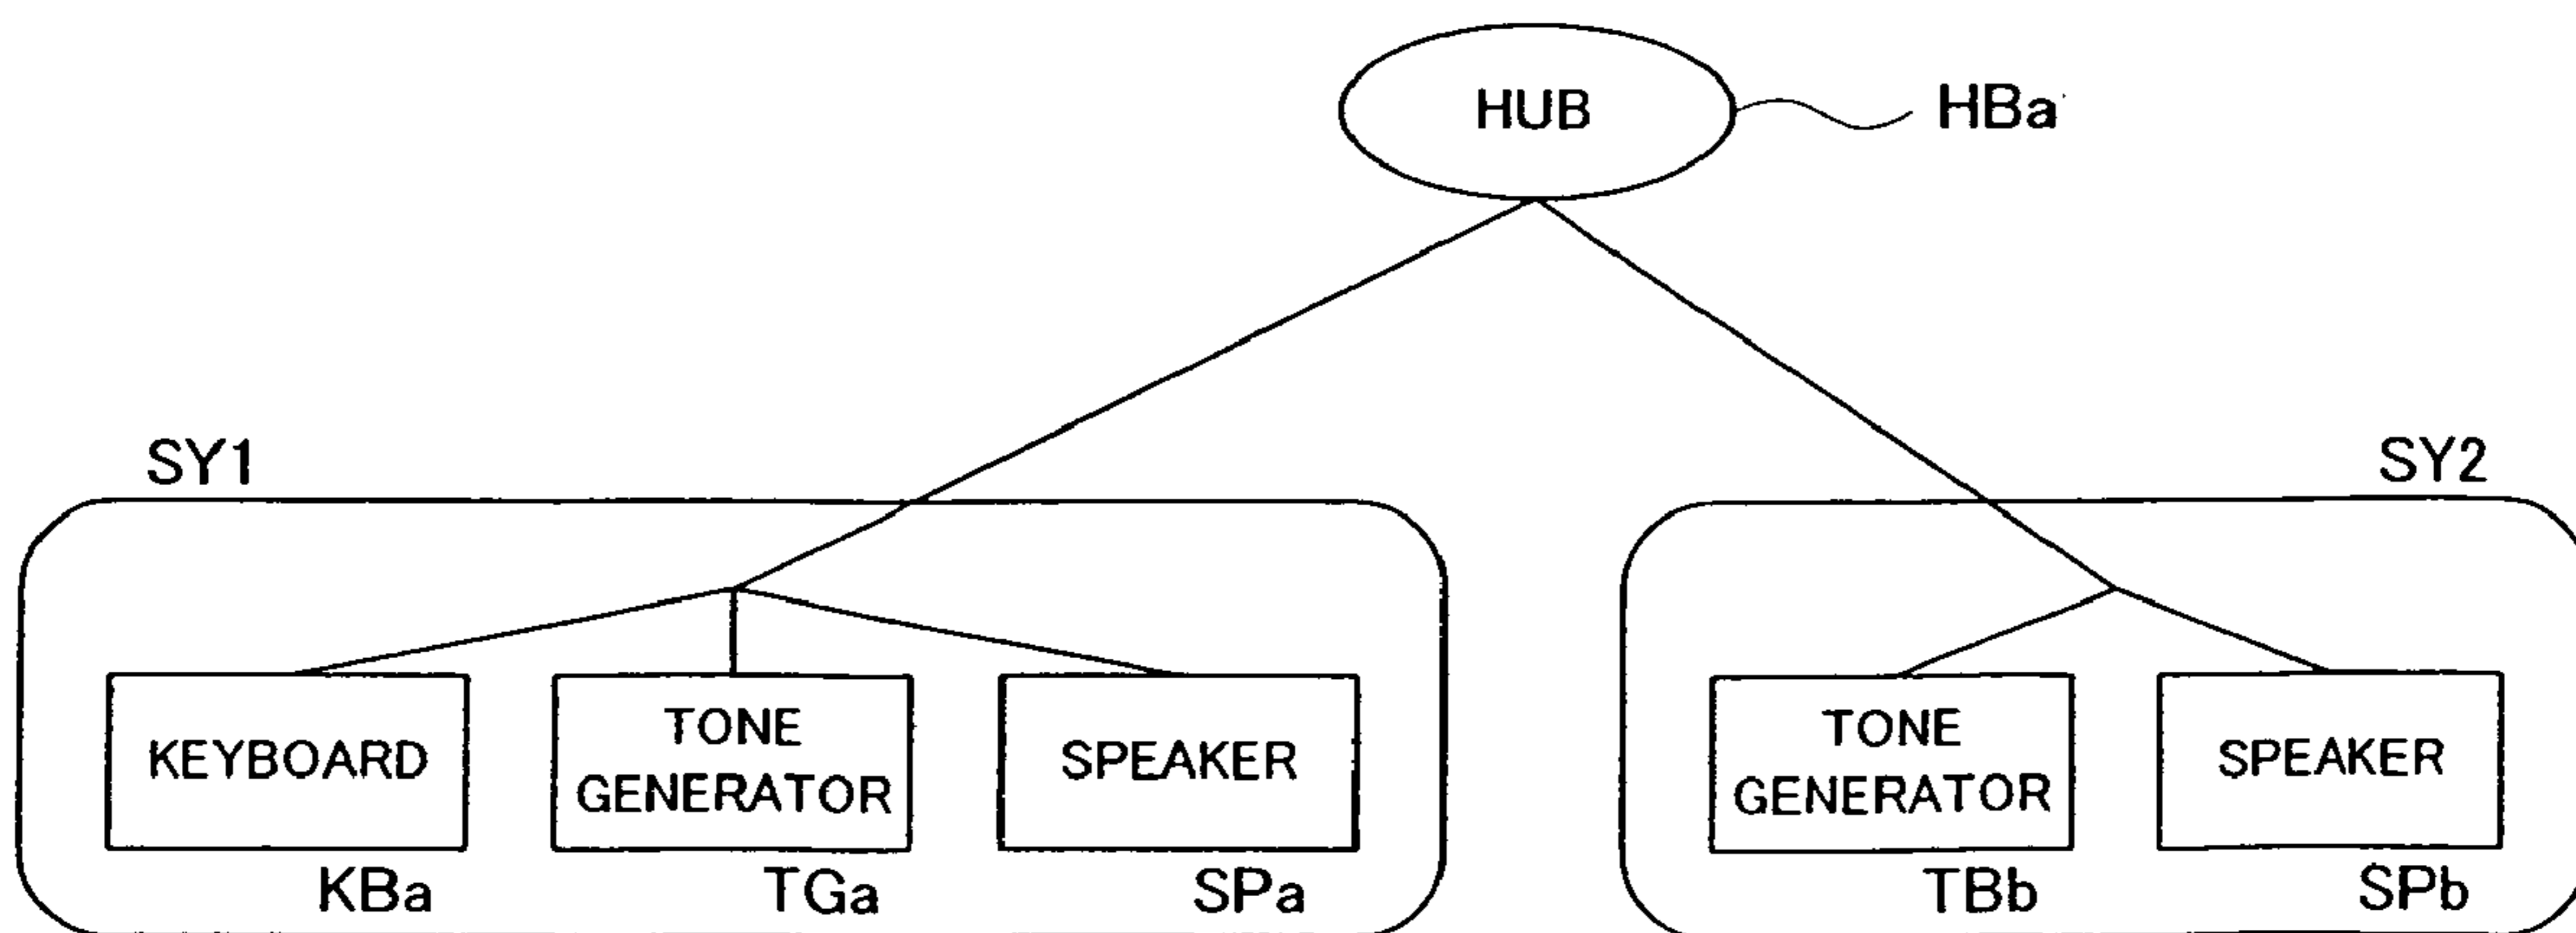 HUB
HBa
SY1
SY2
KEYBOARD
TONE
GENERATOR
SPEAKER
TONE
GENERATOR
SPEAKER
KBa
TGa
SPa
TBb
SPb